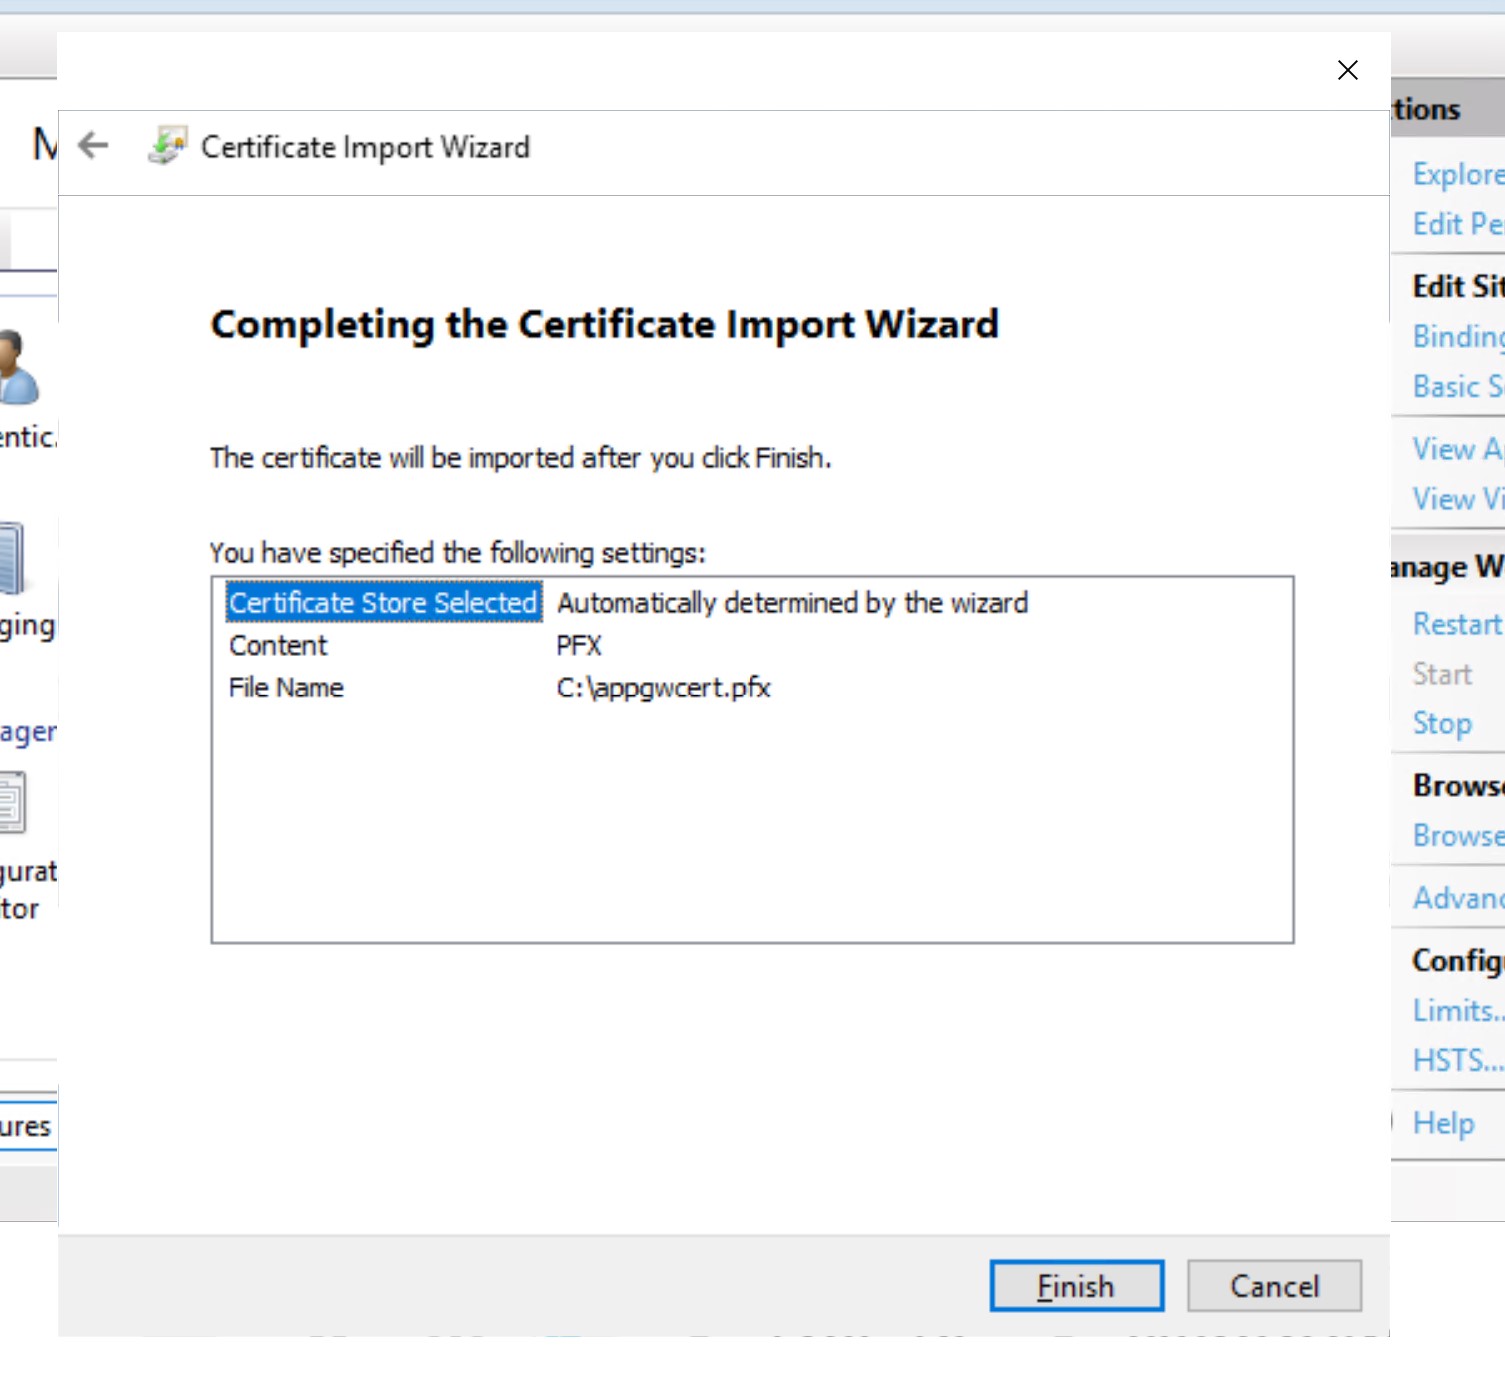 Certificate Import Wizard
Completing the Certificate Import Wizard
The certificate will be imported after you click Finish.
You have specified the following settings:
Certificate Store Selected Automatically determined by the wizard
Content PFX
File Name C:\appgwcert.pfx
Finish Cancel
M
entic.
ging
ager
gurat
tor
ures
tions
Explore
Edit Pe
Edit Sit
Binding
Basic S
View A
View Vi
anage W
Restart
Start
Stop
Browse
Browse
Advanc
Config
Limits..
HSTS...
Help